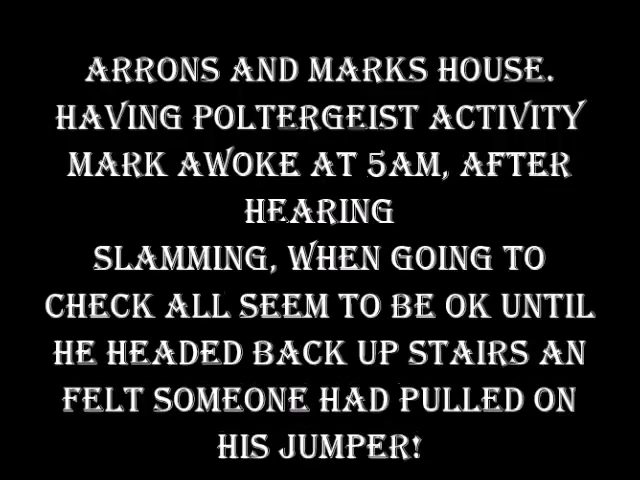 ARRONS AND MARKS HOUSE.
HAVING POLTERGEIST ACTIVITY
MARK AWOKE AT 5AM, AFTER
HEARING
SLAMMING, WHEN GOING TO
CHECK ALL SEEM TO BE OK UNTIL
HE HEADED BACK UP STAIRS AN
FELT SOMEONE HAD PULLED ON
HIS JUMPER!